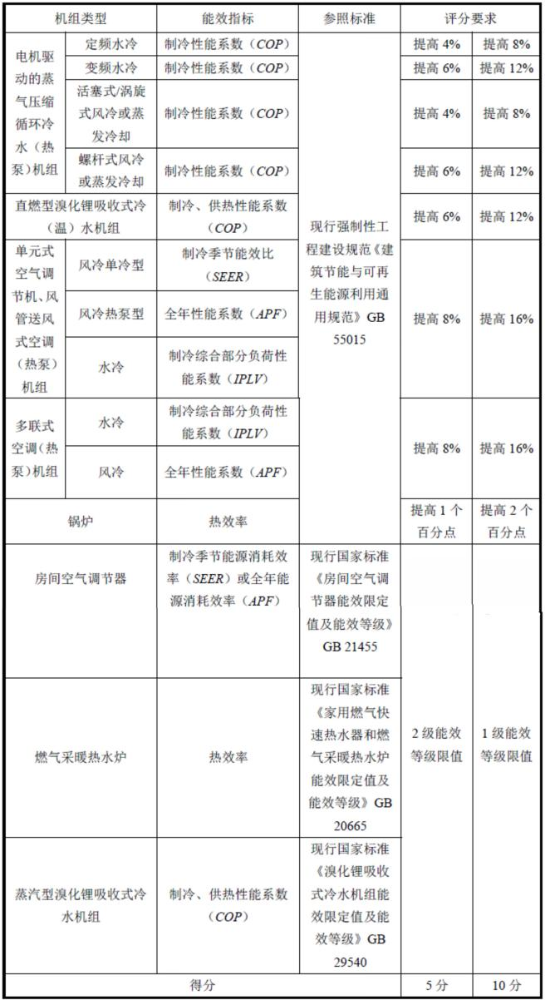 机组类型 能效指标 参照标准 评分要求
电机驱
动的蒸
气压缩
循环冷
水（热
泵）机组
定频水冷 制冷性能系数（COP） 提高 4% 提高 8%
变频水冷 制冷性能系数（COP） 提高 6% 提高 12%
活塞式/涡旋
式风冷或蒸
发冷却
制冷性能系数（COP） 提高 4% 提高 8%
螺杆式风冷
或蒸发冷却
制冷性能系数（COP） 提高 6% 提高 12%
直燃型溴化锂吸收式冷
（温）水机组
制冷、供热性能系数
（COP）
提高 6% 提高 12%
现行强制性工
程建设规范《建
筑节能与可再
生能源利用通
用规范》GB
55015
单元式
空气调
节机、风
管送风
式空调
（热泵）
机组
风冷单冷型
制冷季节能效比
（SEER）
风冷热泵型 全年性能系数（APF）
水冷
制冷综合部分负荷性
能系数（IPLV）
提高 8% 提高 16%
多联式
空调（热
泵）机组
水冷
制冷综合部分负荷性
能系数（IPLV）
风冷 全年性能系数（APF）
提高 8% 提高 16%
锅炉 热效率
提高 1 个
百分点
提高 2 个
百分点
房间空气调节器
制冷季节能源消耗效
率（SEER）或全年能
源消耗效率（APF）
现行国家标准
《房间空气调
节器能效限定
值及能效等级》
GB 21455
燃气采暖热水炉 热效率
现行国家标准
《家用燃气快
速热水器和燃
气采暖热水炉
能效限定值及
能效等级》GB
20665
2 级能效
等级限值
1 级能效
等级限值
蒸汽型溴化锂吸收式冷
水机组
制冷、供热性能系数
（COP）
现行国家标准
《溴化锂吸收
式冷水机组能
效限定值及能
效等级》GB
29540
得分 5 分 10 分